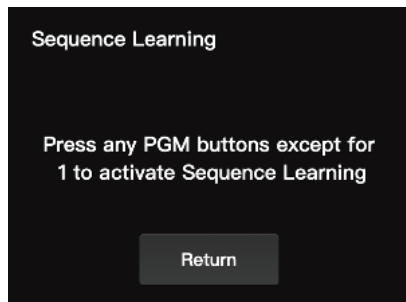 Sequence Learning
Press any PGM buttons except for
1 to activate Sequence Learning
Return